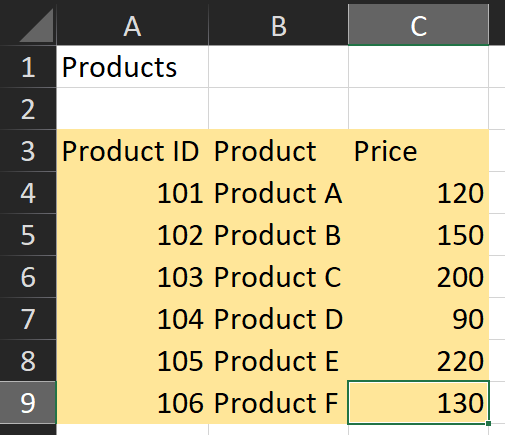 A B C
1 Products
2
3 Product ID Product Price
4 101 Product A 120
5 102 Product B 150
6 103 Product C 200
7 104 Product D 90
8 105 Product E 220
9 106 Product F 130